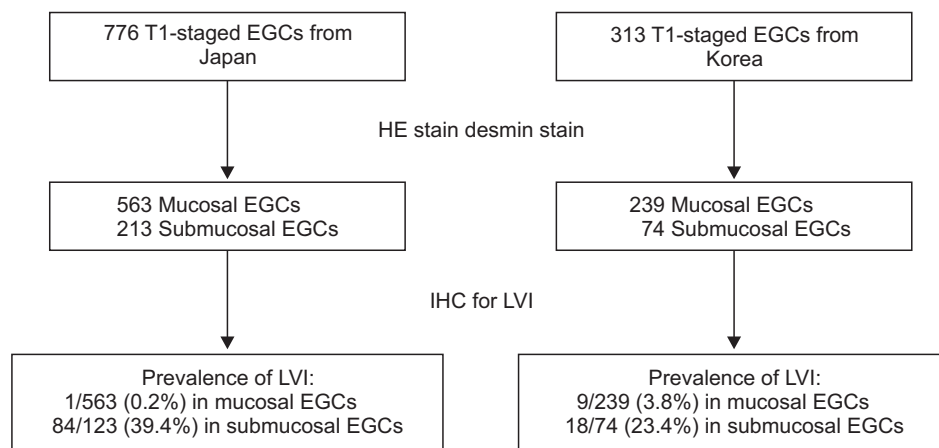 776 T1-staged EGCs from
Japan
313 T1-staged EGCs from
Korea
HE stain desmin stain
563 Mucosal EGCs
213 Submucosal EGCs
239 Mucosal EGCs
74 Submucosal EGCs
IHC for LVI
Prevalence of LVI:
1/563 (0.2%) in mucosal EGCs
84/123 (39.4%) in submucosal EGCs
Prevalence of LVI:
9/239 (3.8%) in mucosal EGCs
18/74 (23.4%) in submucosal EGCs